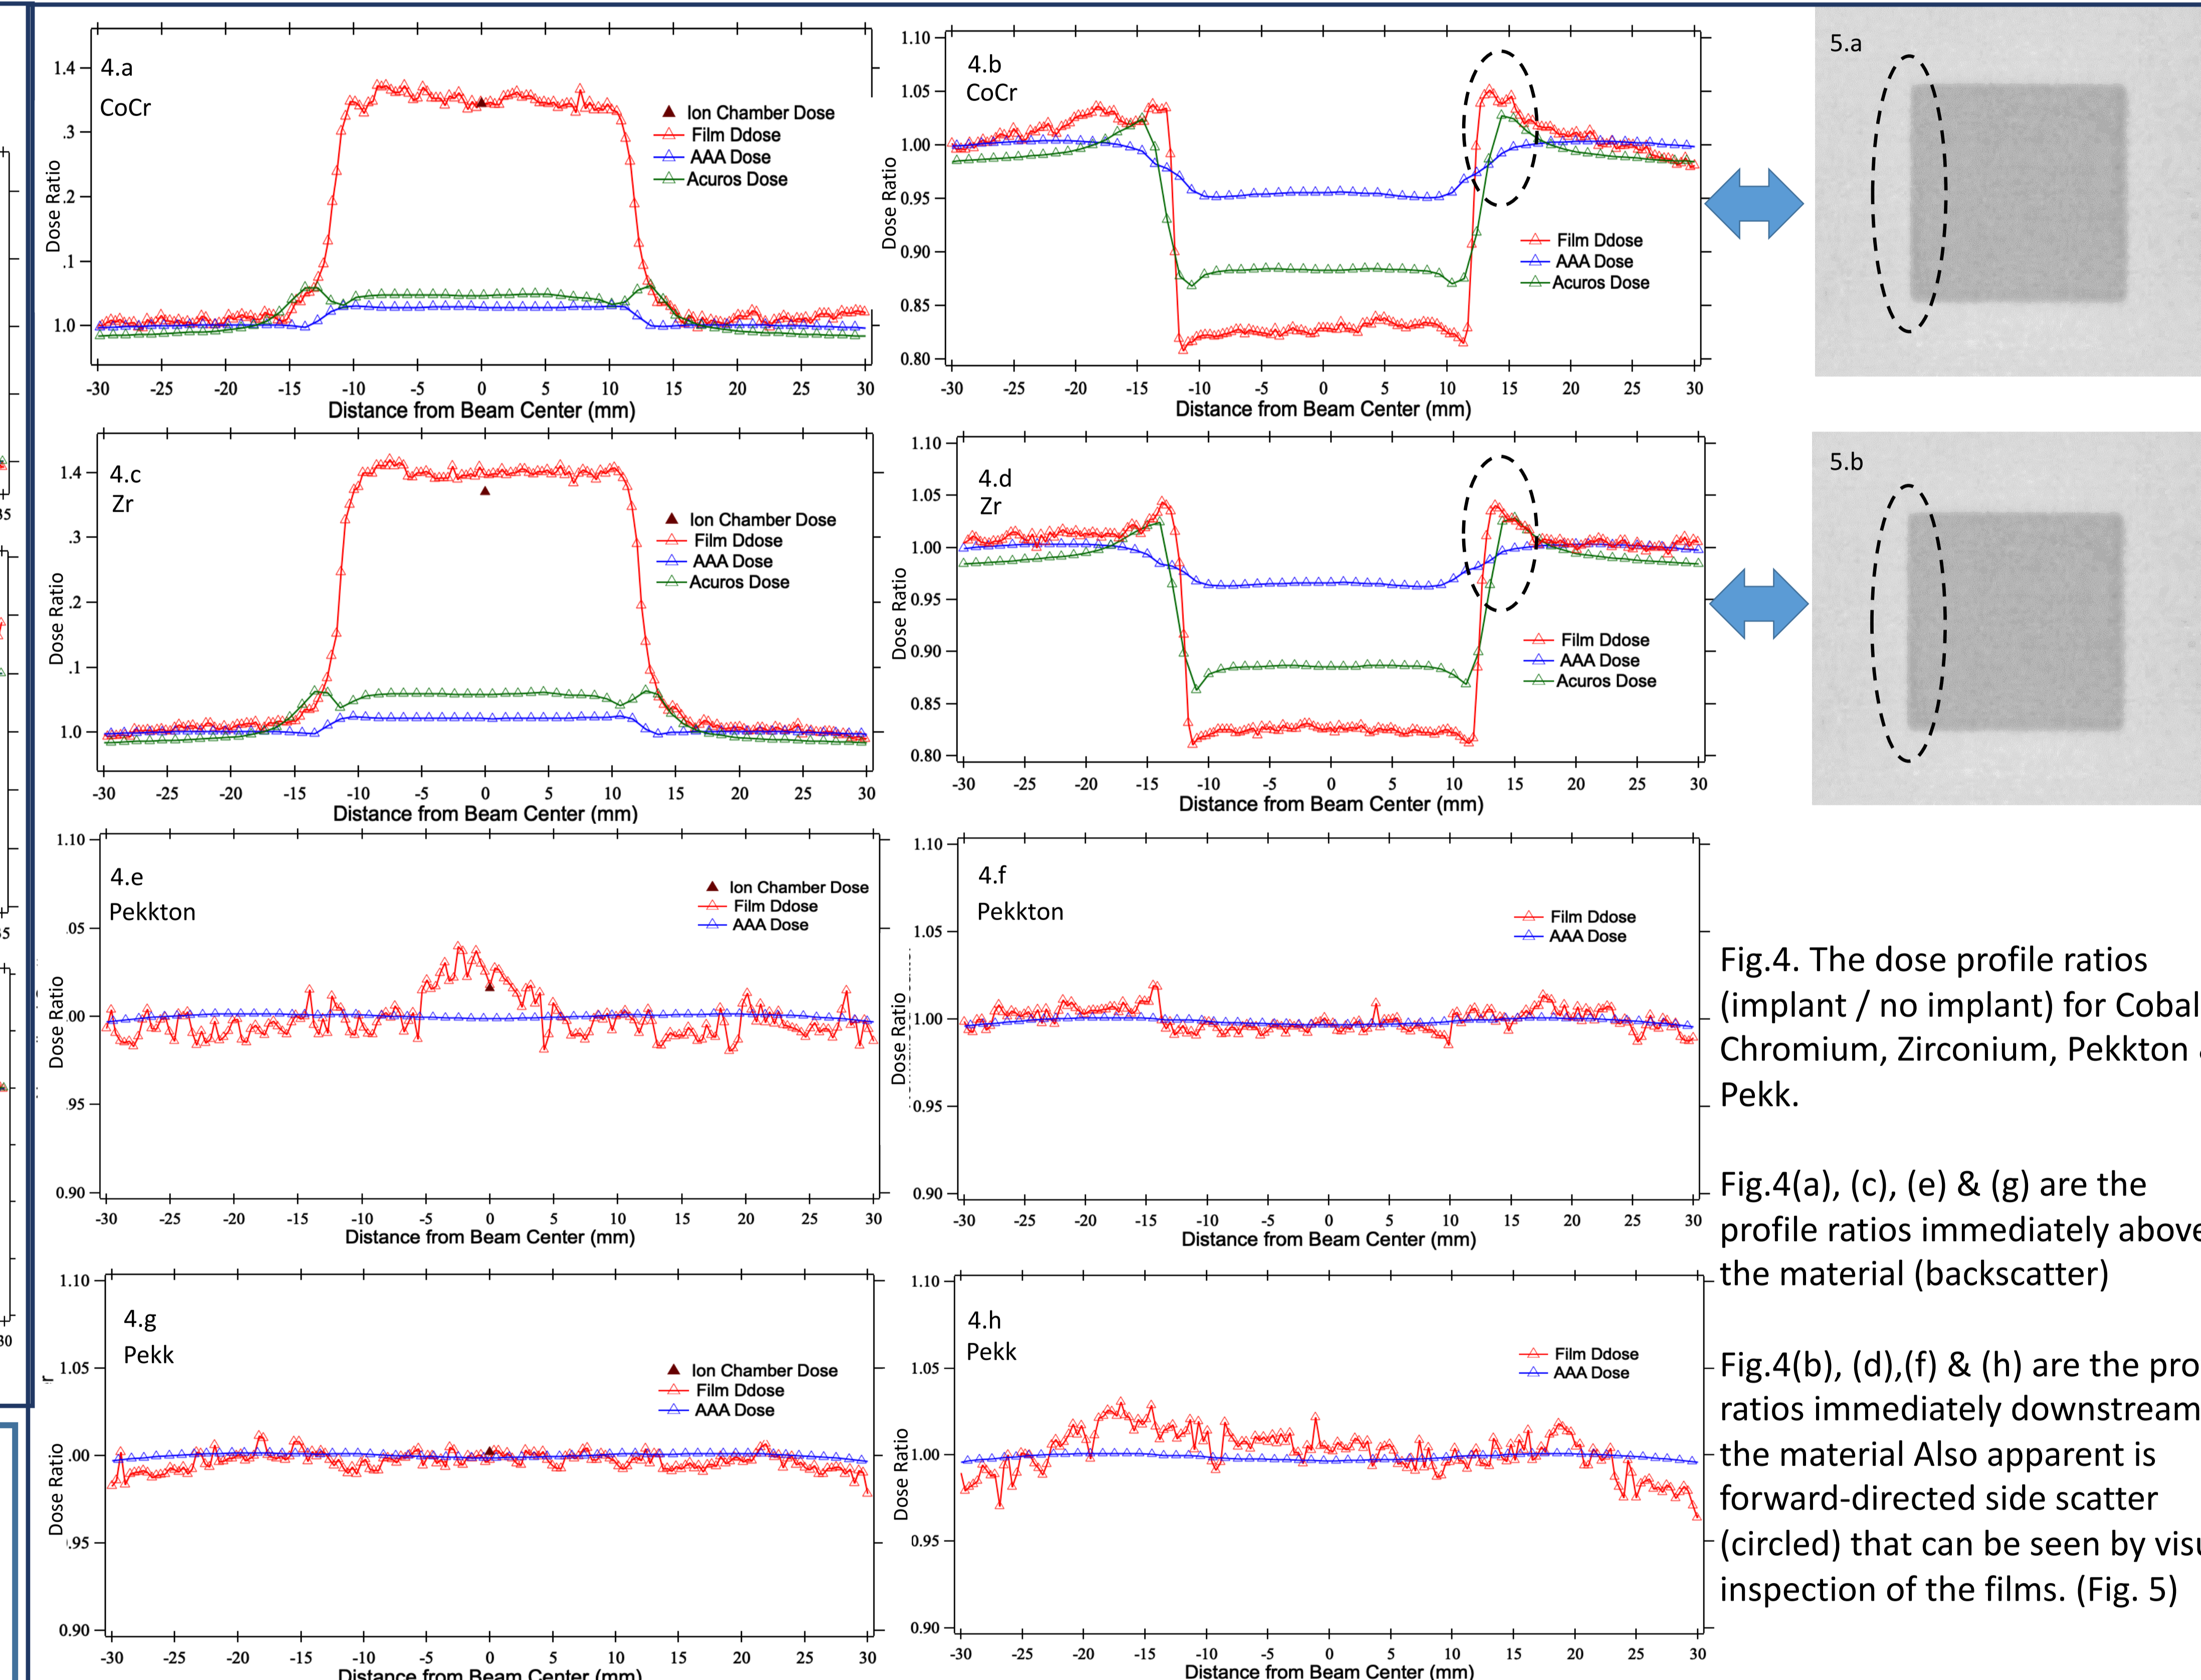 4.a
CoCr
1.4
.3
.2
.1
1.0
Dose Ratio
Ion Chamber Dose
Film Ddose
AAA Dose
Acuros Dose
-30 -25 -20 -15 -10 -5 0 5 10 15 20 25 30
Distance from Beam Center (mm)
4.b
CoCr
1.10
1.05
1.00
0.95
0.90
0.85
0.80
Dose Ratio
Film Ddose
AAA Dose
Acuros Dose
-30 -25 -20 -15 -10 -5 0 5 10 15 20 25 30
Distance from Beam Center (mm)
5.a
4.c
Zr
1.4
.3
.2
.1
1.0
Dose Ratio
Ion Chamber Dose
Film Ddose
AAA Dose
Acuros Dose
-30 -25 -20 -15 -10 -5 0 5 10 15 20 25 30
Distance from Beam Center (mm)
4.d
Zr
1.10
1.05
1.00
0.95
0.90
0.85
0.80
Dose Ratio
Film Ddose
AAA Dose
Acuros Dose
-30 -25 -20 -15 -10 -5 0 5 10 15 20 25 30
Distance from Beam Center (mm)
5.b
4.e
Pekkton
1.10
.05
.00
.95
0.90
Dose Ratio
Ion Chamber Dose
Film Ddose
AAA Dose
-30 -25 -20 -15 -10 -5 0 5 10 15 20 25 30
Distance from Beam Center (mm)
4.f
Pekkton
1.10
1.05
1.00
0.95
0.90
Dose Ratio
Film Ddose
AAA Dose
-30 -25 -20 -15 -10 -5 0 5 10 15 20 25 30
Distance from Beam Center (mm)
4.g
Pekk
1.10
1.05
.00
.95
0.90
Dose Ratio
Ion Chamber Dose
Film Ddose
AAA Dose
-30 -25 -20 -15 -10 -5 0 5 10 15 20 25 30
Distance from Beam Center (mm)
4.h
Pekk
1.10
1.05
1.00
0.95
0.90
Dose Ratio
Film Ddose
AAA Dose
-30 -25 -20 -15 -10 -5 0 5 10 15 20 25 30
Distance from Beam Center (mm)
Fig.4. The dose profile ratios
(implant / no implant) for Cobal
Chromium, Zirconium, Pekkton
Pekk.
Fig.4(a), (c), (e) & (g) are the
profile ratios immediately above
the material (backscatter)
Fig.4(b), (d),(f) & (h) are the pro
ratios immediately downstream
the material Also apparent is
forward-directed side scatter
(circled) that can be seen by visu
inspection of the films. (Fig. 5)